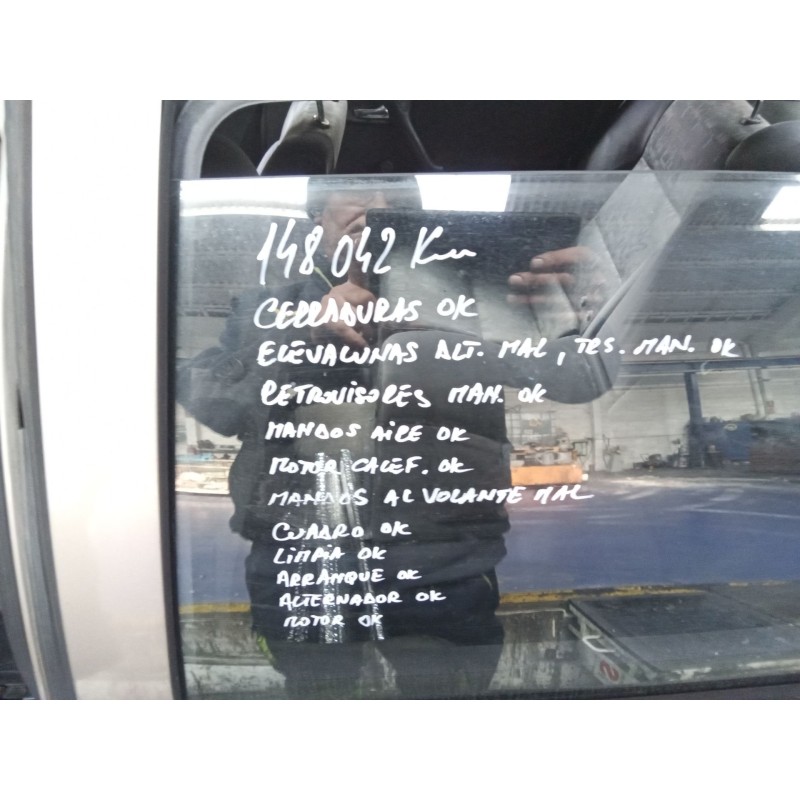 148.042 Km
CERRADURAS OK
ELEVALUNAS DLT. MAL, TRS. MAN. OK
RETROVISORES MAN. OK
MANDOS AIRE OK
MOTOR CALEF. OK
MANDOS AL VOLANTE MAL
CUADRO OK
LIMPIA OK
ARRANQUE OK
ALTERNADOR OK
MOTOR OK